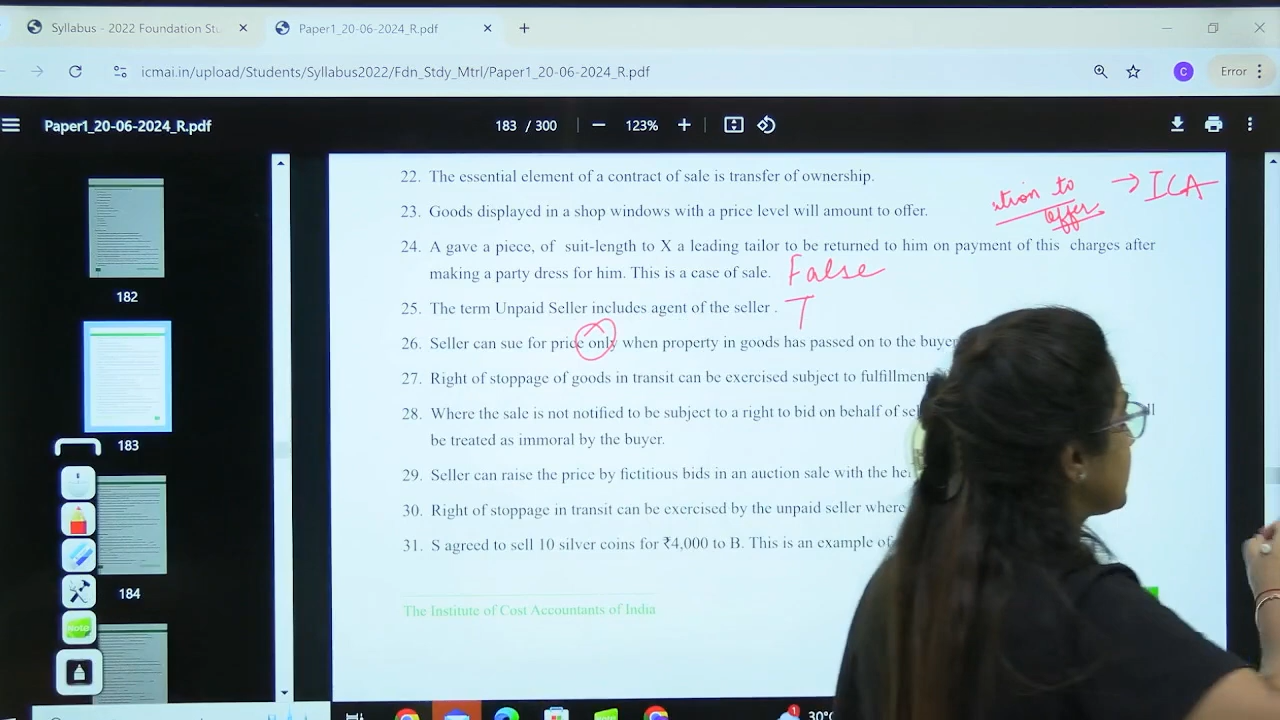 Syllabus - 2022 Foundation Stu
Paper1_20-06-2024_R.pdf
icmai.in/upload/Students/Syllabus2022/Fdn_Stdy_Mtrl/Paper1_20-06-2024_R.pdf
C
Error
Paper1_20-06-2024_R.pdf
183 / 300
123%
22. The essential element of a contract of sale is transfer of ownership.
23. Goods displayed in a shop windows with a price level will amount to offer.
ution to offer → ICA
24. A gave a piece, of suit-length to X a leading tailor to be returned to him on payment of this charges after
making a party dress for him. This is a case of sale. False
25. The term Unpaid Seller includes agent of the seller . T
26. Seller can sue for price only when property in goods has passed on to the buyer
27. Right of stoppage of goods in transit can be exercised subject to fulfillment
28. Where the sale is not notified to be subject to a right to bid on behalf of sel
be treated as immoral by the buyer.
29. Seller can raise the price by fictitious bids in an auction sale with the
30. Right of stoppage in transit can be exercised by the unpaid seller where
31. S agreed to sell 10 silver coins for ₹4,000 to B. This is an example of
The Institute of Cost Accountants of India
182
183
184
NOTE
1
30°